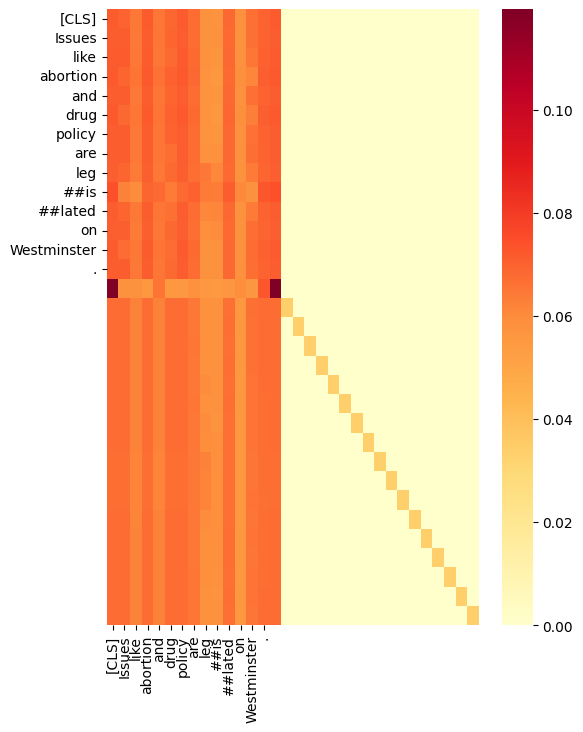 [CLS]
Issues
like
abortion
and
drug
policy
are
leg
##is
##lated
on
Westminster
.
0.10
0.08
0.06
0.04
0.02
0.00
[CLS]
Issues
like
abortion
and
drug
policy
are
leg
##is
##lated
on
Westminster
.